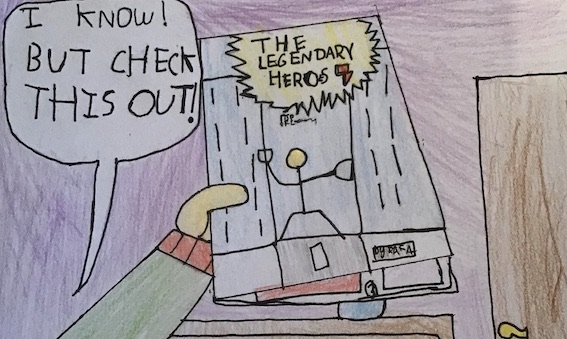 I KNOW!
BUT CHECK
THIS OUT!
THE
LEGENDARY
HEROS